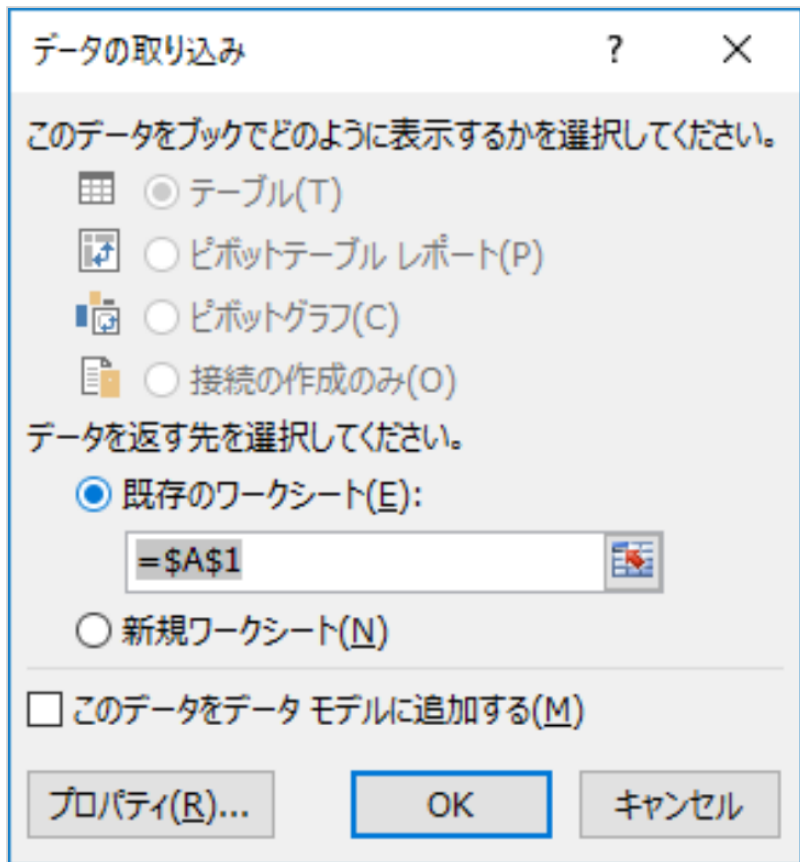 データの取り込み ?
このデータをブックでどのように表示するかを選択してください。
テーブル(T)
ピボットテーブル レポート(P)
ピボットグラフ(C)
接続の作成のみ(O)
データを返す先を選択してください。
既存のワークシート(E):
=$A$1
新規ワークシート(N)
このデータをデータ モデルに追加する(M)
プロパティ(R)... OK キャンセル